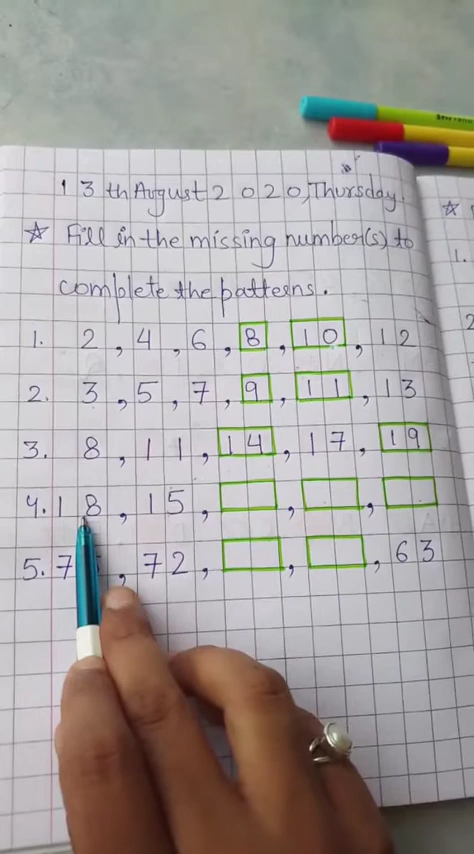 13th August 2020, Thursday.
☆ Fill in the missing number(s) to
complete the patterns.
1. 2, 4, 6, 8, 10, 12
2. 3, 5, 7, 9, 11, 13
3. 8, 11, 14, 17, 19
4. 18, 15, , ,
5. 7 , 72, , , 63
☆
1.
2